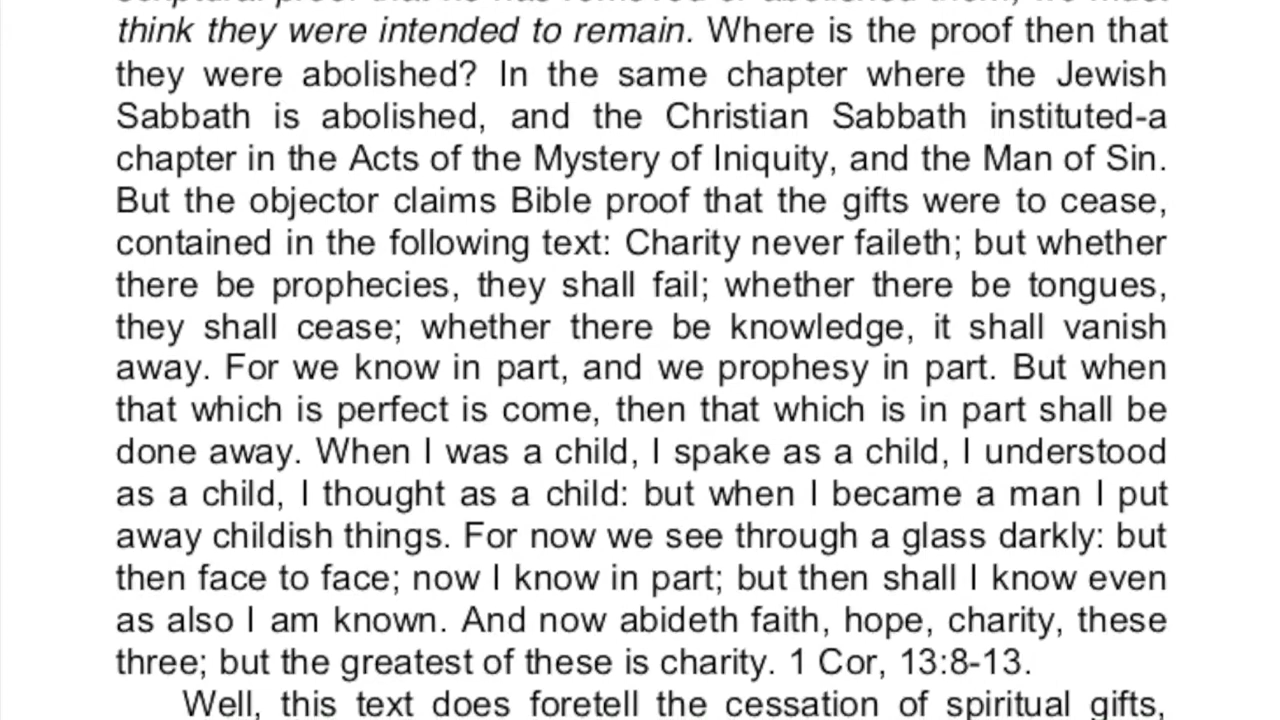 think they were intended to remain. Where is the proof then that
they were abolished? In the same chapter where the Jewish
Sabbath is abolished, and the Christian Sabbath instituted-a
chapter in the Acts of the Mystery of Iniquity, and the Man of Sin.
But the objector claims Bible proof that the gifts were to cease,
contained in the following text: Charity never faileth; but whether
there be prophecies, they shall fail; whether there be tongues,
they shall cease; whether there be knowledge, it shall vanish
away. For we know in part, and we prophesy in part. But when
that which is perfect is come, then that which is in part shall be
done away. When I was a child, I spake as a child, I understood
as a child, I thought as a child: but when I became a man I put
away childish things. For now we see through a glass darkly: but
then face to face; now I know in part; but then shall I know even
as also I am known. And now abideth faith, hope, charity, these
three; but the greatest of these is charity. 1 Cor, 13:8-13.
Well, this text does foretell the cessation of spiritual gifts,